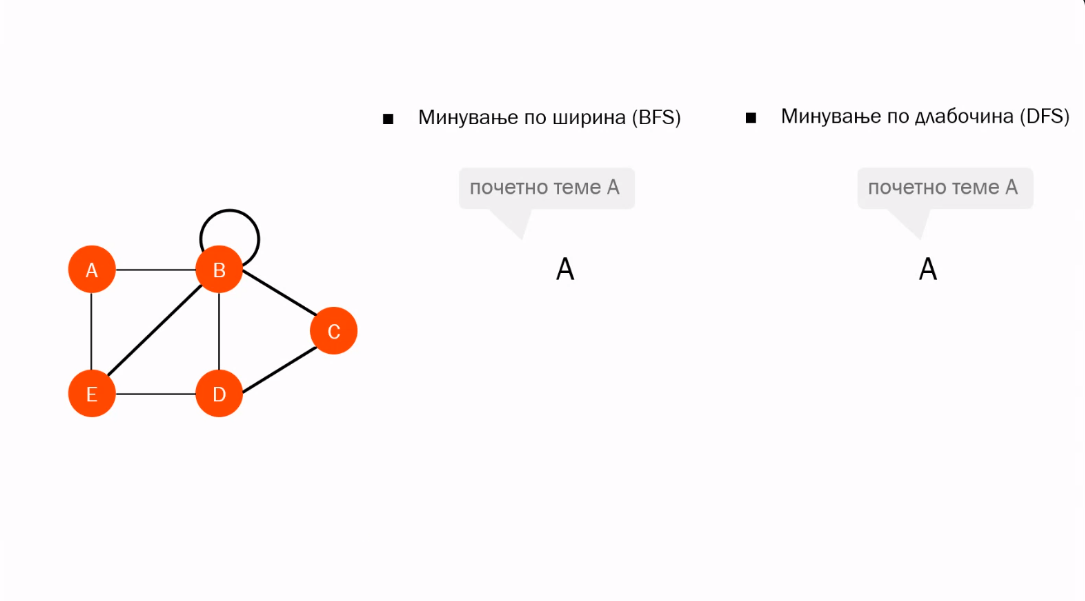 ■ Минување по ширина (BFS)
■ Минување по длабочина (DFS)
почетно теме А
почетно теме А
A
A
A
B
C
E
D